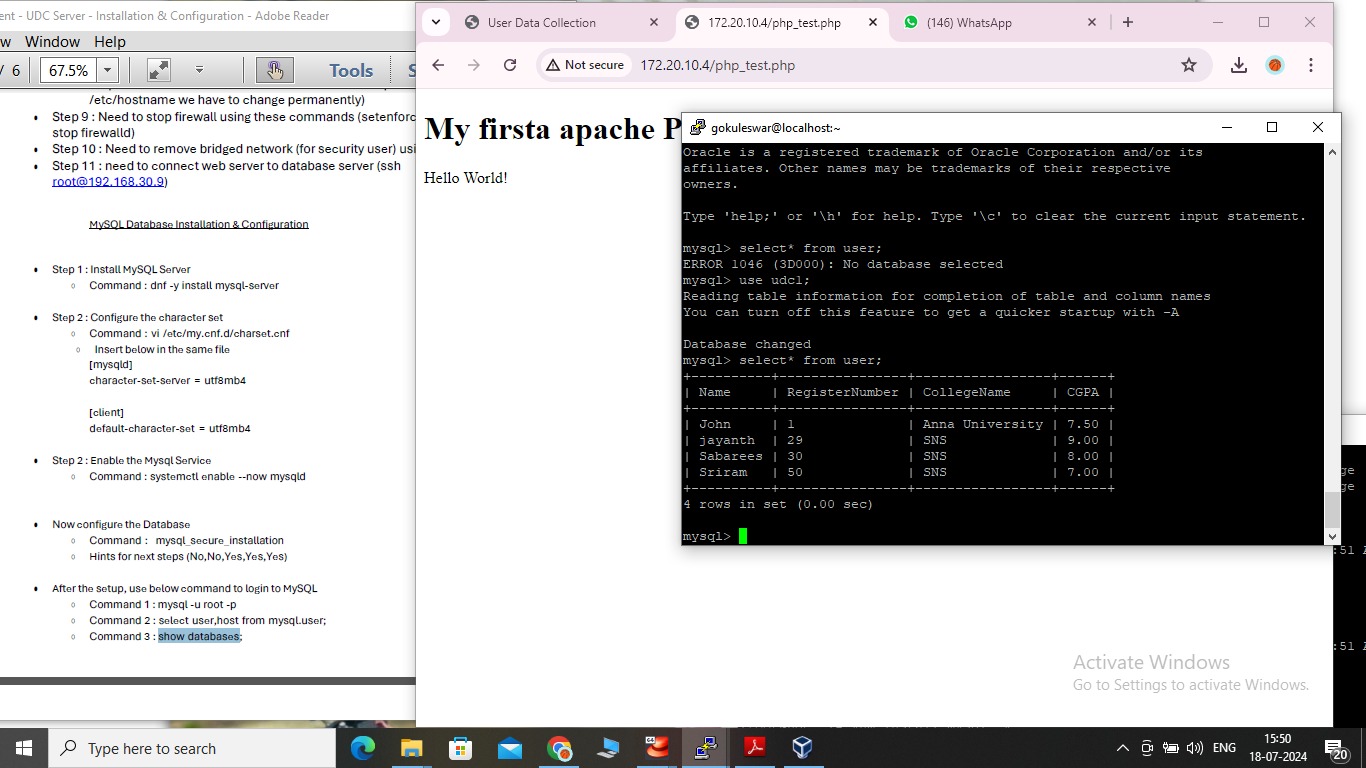 ent - UDC Server - Installation & Configuration - Adobe Reader
w Window Help
/ 6 67.5% Tools S
/etc/hostname we have to change permanently)
• Step 9 : Need to stop firewall using these commands (setenforc
stop firewalld)
• Step 10 : Need to remove bridged network (for security user) usi
• Step 11 : need to connect web server to database server (ssh
root@192.168.30.9)
MySQL Database Installation & Configuration
• Step 1 : Install MySQL Server
○ Command : dnf -y install mysql-server
• Step 2 : Configure the character set
○ Command : vi /etc/my.cnf.d/charset.cnf
○ Insert below in the same file
[mysqld]
character-set-server = utf8mb4
[client]
default-character-set = utf8mb4
• Step 2 : Enable the Mysql Service
○ Command : systemctl enable --now mysqld
• Now configure the Database
○ Command : mysql_secure_installation
○ Hints for next steps (No,No,Yes,Yes,Yes)
• After the setup, use below command to login to MySQL
○ Command 1 : mysql -u root -p
○ Command 2 : select user,host from mysql.user;
○ Command 3 : show databases;
User Data Collection 172.20.10.4/php_test.php (146) WhatsApp
Not secure 172.20.10.4/php_test.php
My firsta apache P
Hello World!
gokuleswar@localhost:~
Oracle is a registered trademark of Oracle Corporation and/or its
affiliates. Other names may be trademarks of their respective
owners.
Type 'help;' or '\h' for help. Type '\c' to clear the current input statement.
mysql> select* from user;
ERROR 1046 (3D000): No database selected
mysql> use udc1;
Reading table information for completion of table and column names
You can turn off this feature to get a quicker startup with -A
Database changed
mysql> select* from user;
+----------+----------------+-----------------+------+
| Name | RegisterNumber | CollegeName | CGPA |
+----------+----------------+-----------------+------+
| John | 1 | Anna University | 7.50 |
| jayanth | 29 | SNS | 9.00 |
| Sabarees | 30 | SNS | 8.00 |
| Sriram | 50 | SNS | 7.00 |
+----------+----------------+-----------------+------+
4 rows in set (0.00 sec)
mysql>
ge
ge
:51
:51
Activate Windows
Go to Settings to activate Windows.
Type here to search
64
ENG
15:50
18-07-2024
20